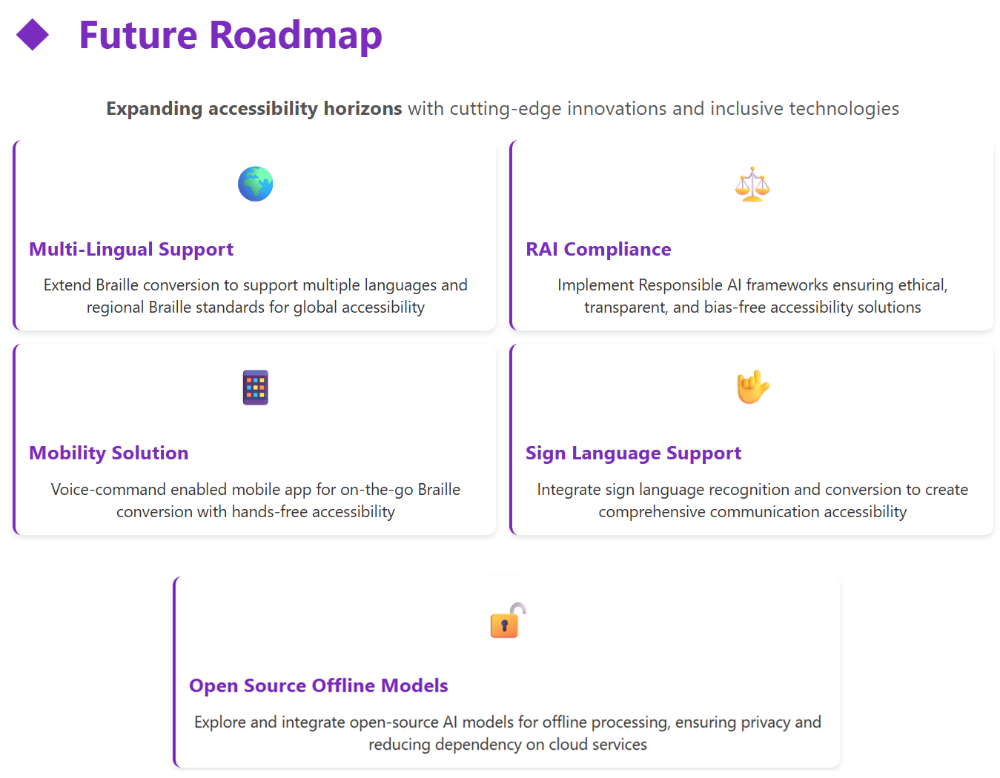 Future Roadmap
Expanding accessibility horizons with cutting-edge innovations and inclusive technologies
Multi-Lingual Support
Extend Braille conversion to support multiple languages and
regional Braille standards for global accessibility
RAI Compliance
Implement Responsible AI frameworks ensuring ethical,
transparent, and bias-free accessibility solutions
Mobility Solution
Voice-command enabled mobile app for on-the-go Braille
conversion with hands-free accessibility
Sign Language Support
Integrate sign language recognition and conversion to create
comprehensive communication accessibility
Open Source Offline Models
Explore and integrate open-source AI models for offline processing, ensuring privacy and
reducing dependency on cloud services